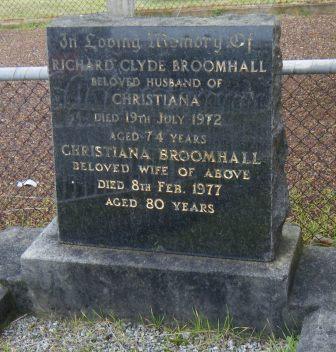 In Loving Memory Of
RICHARD CLYDE BROOMHALL
BELOVED HUSBAND OF
CHRISTIANA
DIED 19TH JULY 1972
AGED 74 YEARS
CHRISTIANA BROOMHALL
BELOVED WIFE OF ABOVE
DIED 8TH FEB. 1977
AGED 80 YEARS